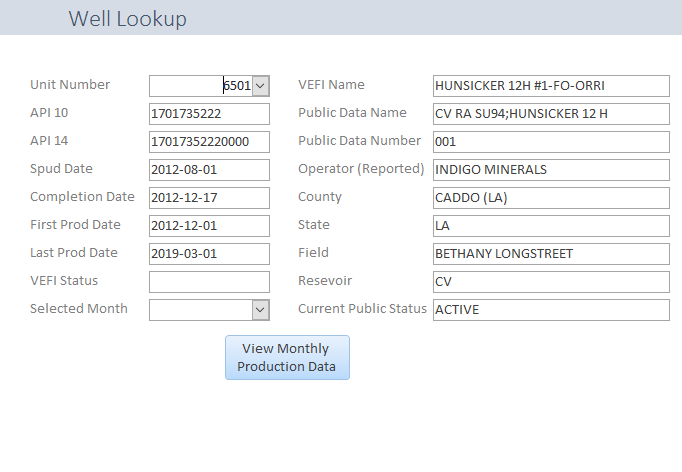 Well Lookup
Unit Number 6501 VEFI Name HUNSICKER 12H #1-FO-ORRI
API 10 1701735222 Public Data Name CV RA SU94;HUNSICKER 12 H
API 14 17017352220000 Public Data Number 001
Spud Date 2012-08-01 Operator (Reported) INDIGO MINERALS
Completion Date 2012-12-17 County CADDO (LA)
First Prod Date 2012-12-01 State LA
Last Prod Date 2019-03-01 Field BETHANY LONGSTREET
VEFI Status Resevoir CV
Selected Month Current Public Status ACTIVE
View Monthly
Production Data